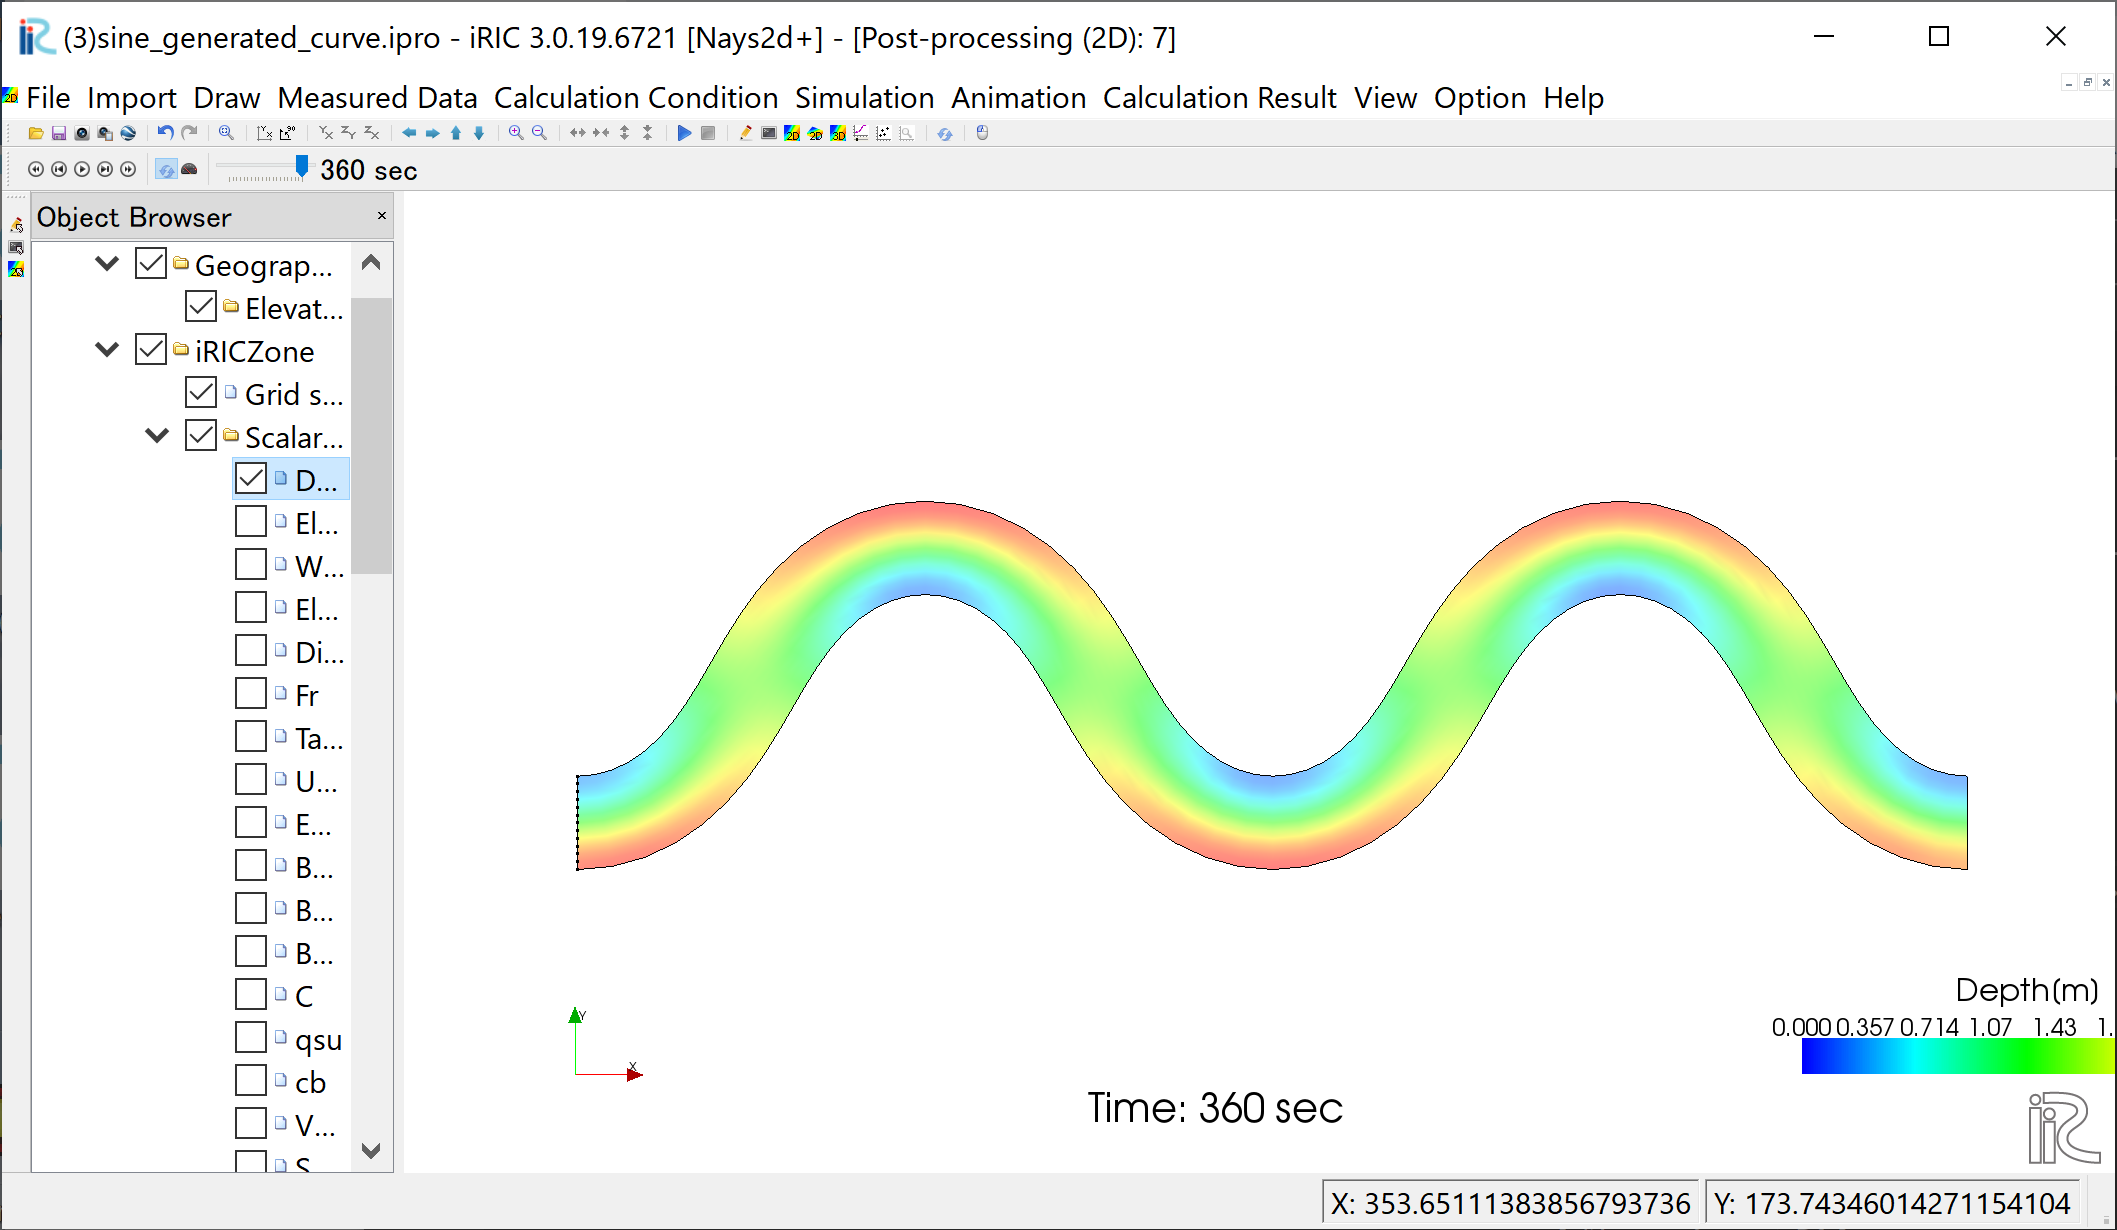 (3)sine_generated_curve.ipro - iRIC 3.0.19.6721 [Nays2d+] - [Post-processing (2D): 7]
File Import Draw Measured Data Calculation Condition Simulation Animation Calculation Result View Option Help
360 sec
Object Browser
Geograp...
Elevat...
iRICZone
Grid s...
Scalar...
D...
El...
W...
El...
Di...
Fr
Ta...
U...
E...
B...
B...
B...
C
qsu
cb
V...
S
Y
X
Depth(m)
0.000 0.357 0.714 1.07 1.43 1.
Time: 360 sec
iRIC
X: 353.65111383856793736 Y: 173.74346014271154104